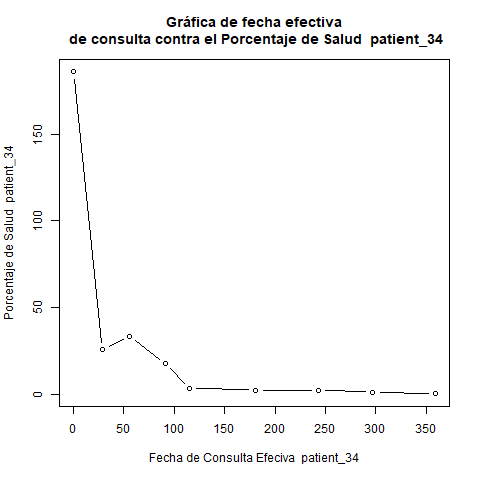 Gráfica de fecha efectiva
de consulta contra el Porcentaje de Salud patient_34
Porcentaje de Salud patient_34
150
100
50
0
0 50 100 150 200 250 300 350
Fecha de Consulta Efeciva patient_34